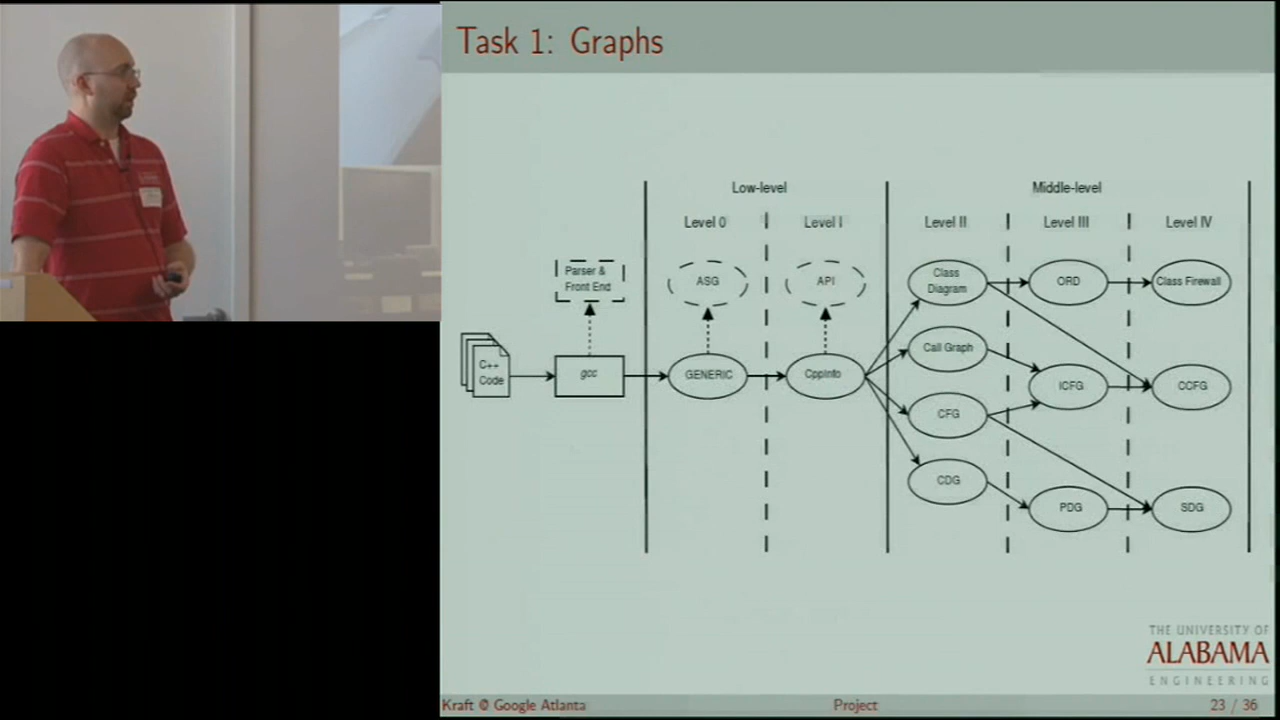 Task 1: Graphs
Low-level
Middle-level
Level 0
Level I
Level II
Level III
Level IV
Parser &
Front End
ASG
API
Class
Diagram
ORD
Class Firewall
C++
Code
gcc
GENERIC
CppInfo
Call Graph
ICFG
CCFG
CFG
CDG
PDG
SDG
THE UNIVERSITY OF
ALABAMA
ENGINEERING
Kraft @ Google Atlanta
Project
23 / 36